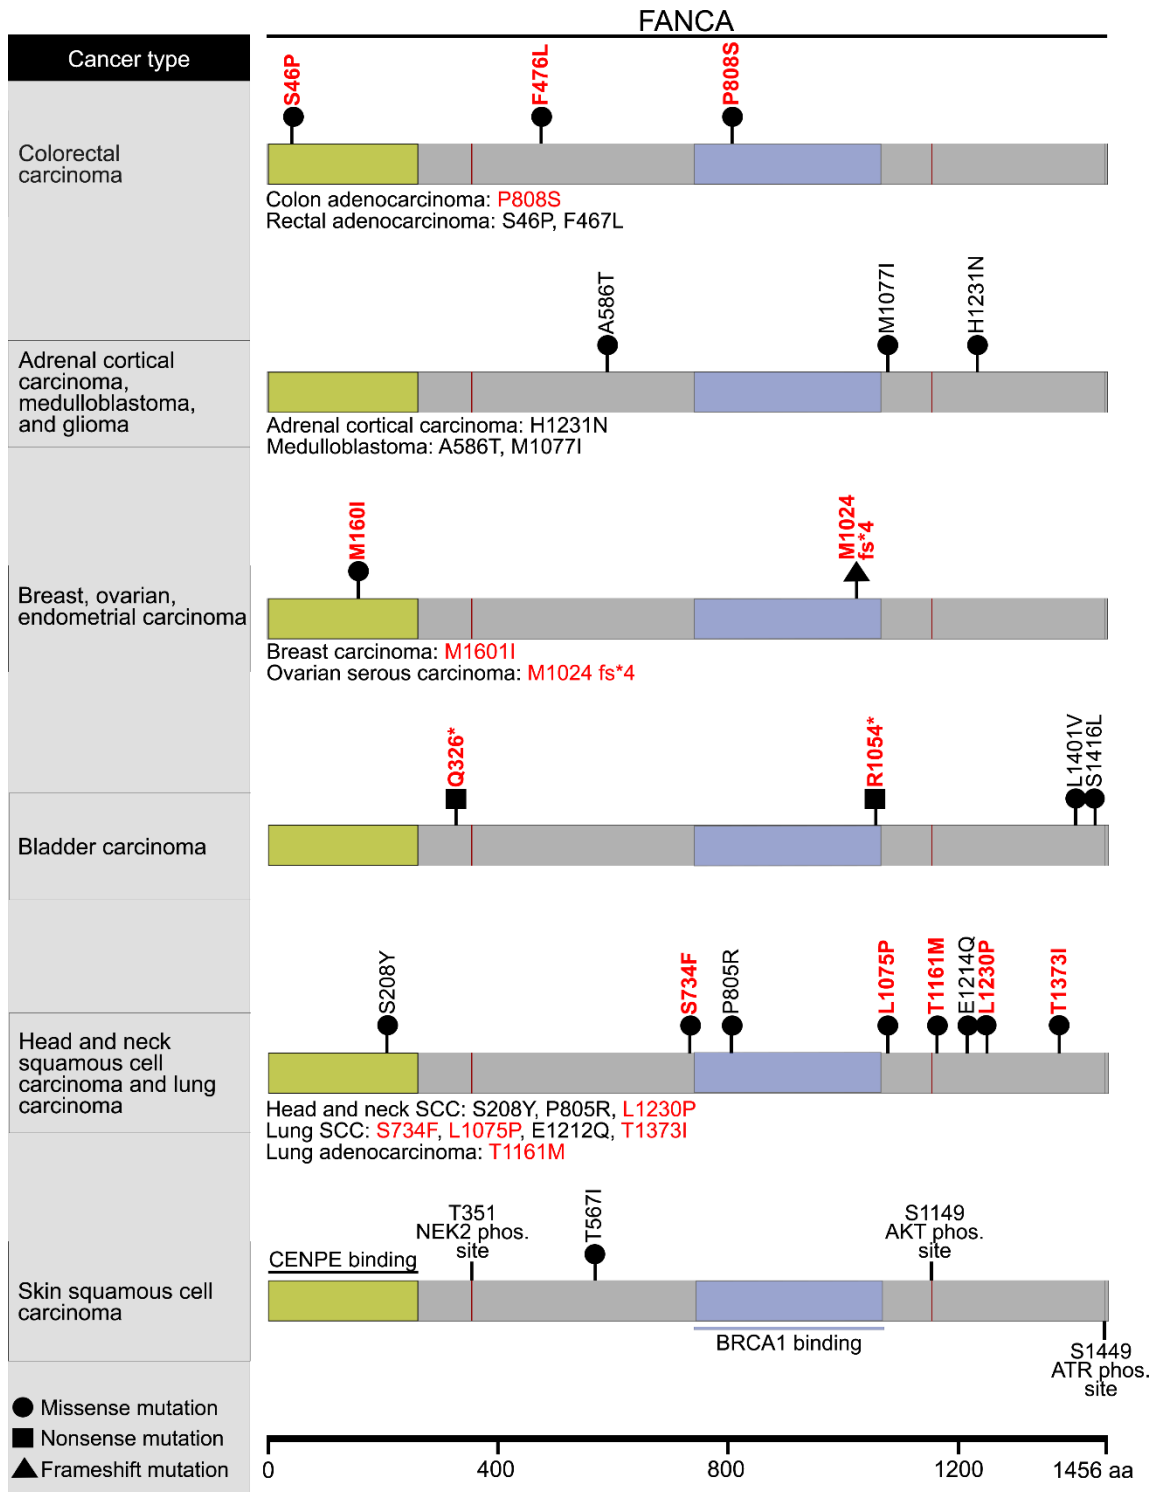 FANCA
Cancer type
S46P
F476L
P808S
Colorectal
carcinoma
Colon adenocarcinoma: P808S
Rectal adenocarcinoma: S46P, F467L
A586T
M1077I
H1231N
Adrenal cortical
carcinoma,
medulloblastoma,
and glioma
Adrenal cortical carcinoma: H1231N
Medulloblastoma: A586T, M1077I
M160I
M1024
fs*4
Breast, ovarian,
endometrial carcinoma
Breast carcinoma: M1601I
Ovarian serous carcinoma: M1024 fs*4
Q326*
R1054*
L1401V
S1416L
Bladder carcinoma
S208Y
S734F
P805R
L1075P
T1161M
E1214Q
L1230P
T1373I
Head and neck
squamous cell
carcinoma and lung
carcinoma
Head and neck SCC: S208Y, P805R, L1230P
Lung SCC: S734F, L1075P, E1212Q, T1373I
Lung adenocarcinoma: T1161M
CENPE binding
T351
NEK2 phos.
site
T567I
S1149
AKT phos.
site
Skin squamous cell
carcinoma
BRCA1 binding
S1449
ATR phos.
site
Missense mutation
Nonsense mutation
Frameshift mutation
0 400 800 1200 1456 aa